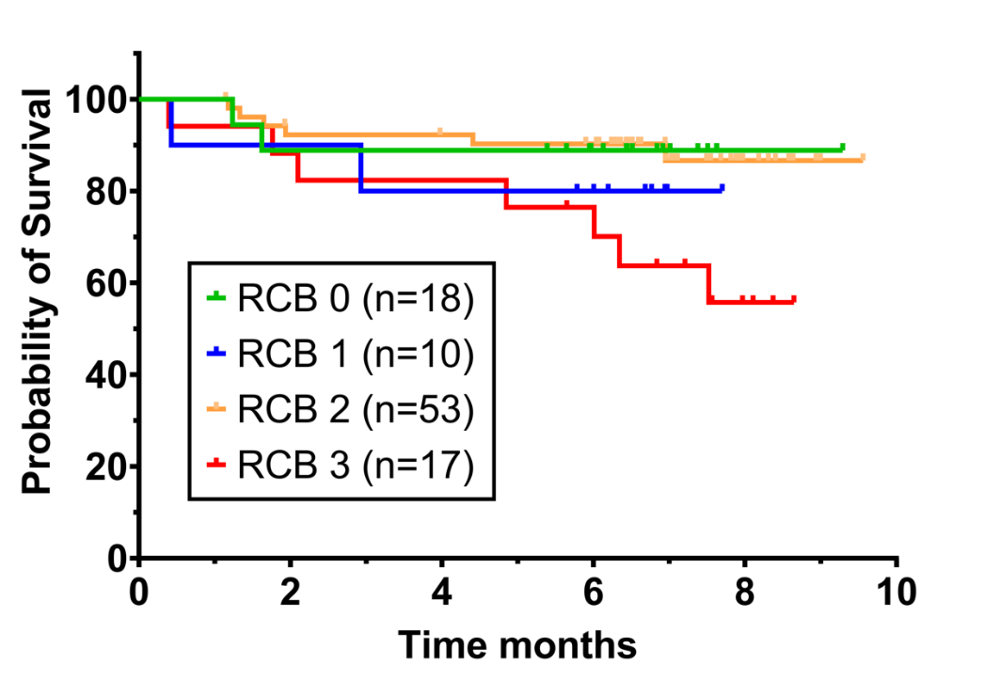 Probability of Survival
100
80
60
40
20
0
RCB 0 (n=18)
RCB 1 (n=10)
RCB 2 (n=53)
RCB 3 (n=17)
0 2 4 6 8 10
Time months